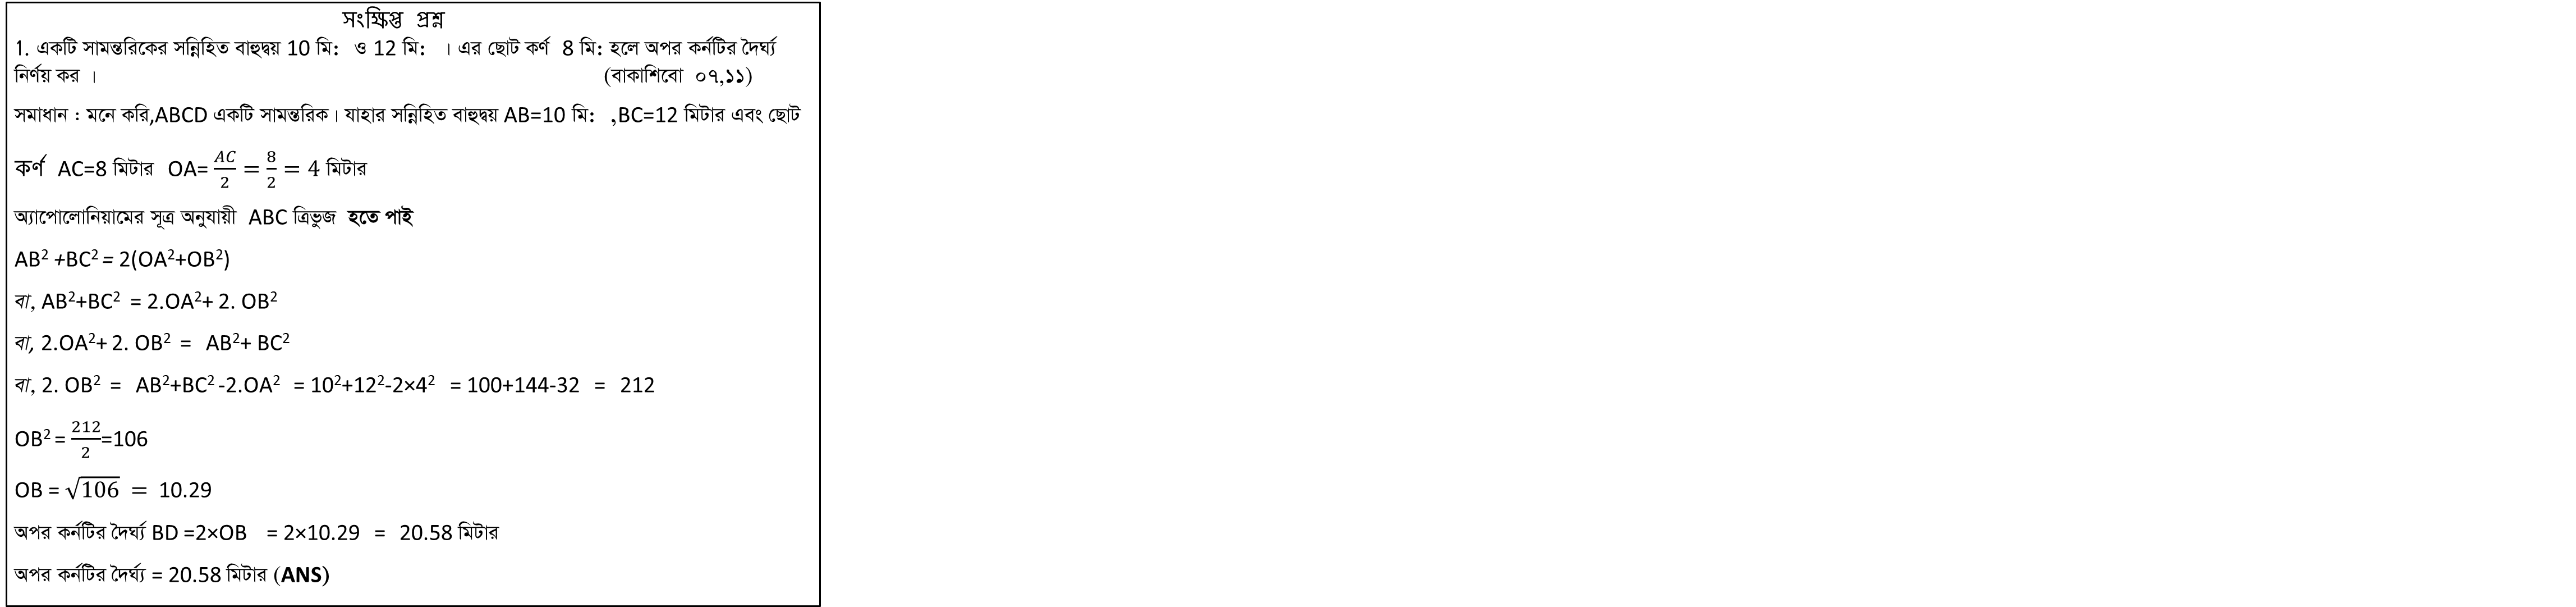 সংক্ষিপ্ত প্রশ্ন
1. একটি সামন্তরিকের সন্নিহিত বাহুদ্বয় 10 মি: ও 12 মি: । এর ছোট কর্ণ 8 মি: হলে অপর কর্নটির দৈর্ঘ্য
নির্ণয় কর । (বাকাশিবো ০৭,১১)
সমাধান : মনে করি,ABCD একটি সামন্তরিক। যাহার সন্নিহিত বাহুদ্বয় AB=10 মি: ,BC=12 মিটার এবং ছোট
কর্ণ AC=8 মিটার OA= AC/2 = 8/2 = 4 মিটার
অ্যাপোলোনিয়ামের সূত্র অনুযায়ী ABC ত্রিভুজ হতে পাই
AB² +BC² = 2(OA²+OB²)
বা, AB²+BC² = 2.OA²+ 2. OB²
বা, 2.OA²+ 2. OB² = AB²+ BC²
বা, 2. OB² = AB²+BC² -2.OA² = 10²+12²-2×4² = 100+144-32 = 212
OB² = 212/2 =106
OB = √106 = 10.29
অপর কর্নটির দৈর্ঘ্য BD =2×OB = 2×10.29 = 20.58 মিটার
অপর কর্নটির দৈর্ঘ্য = 20.58 মিটার (ANS)